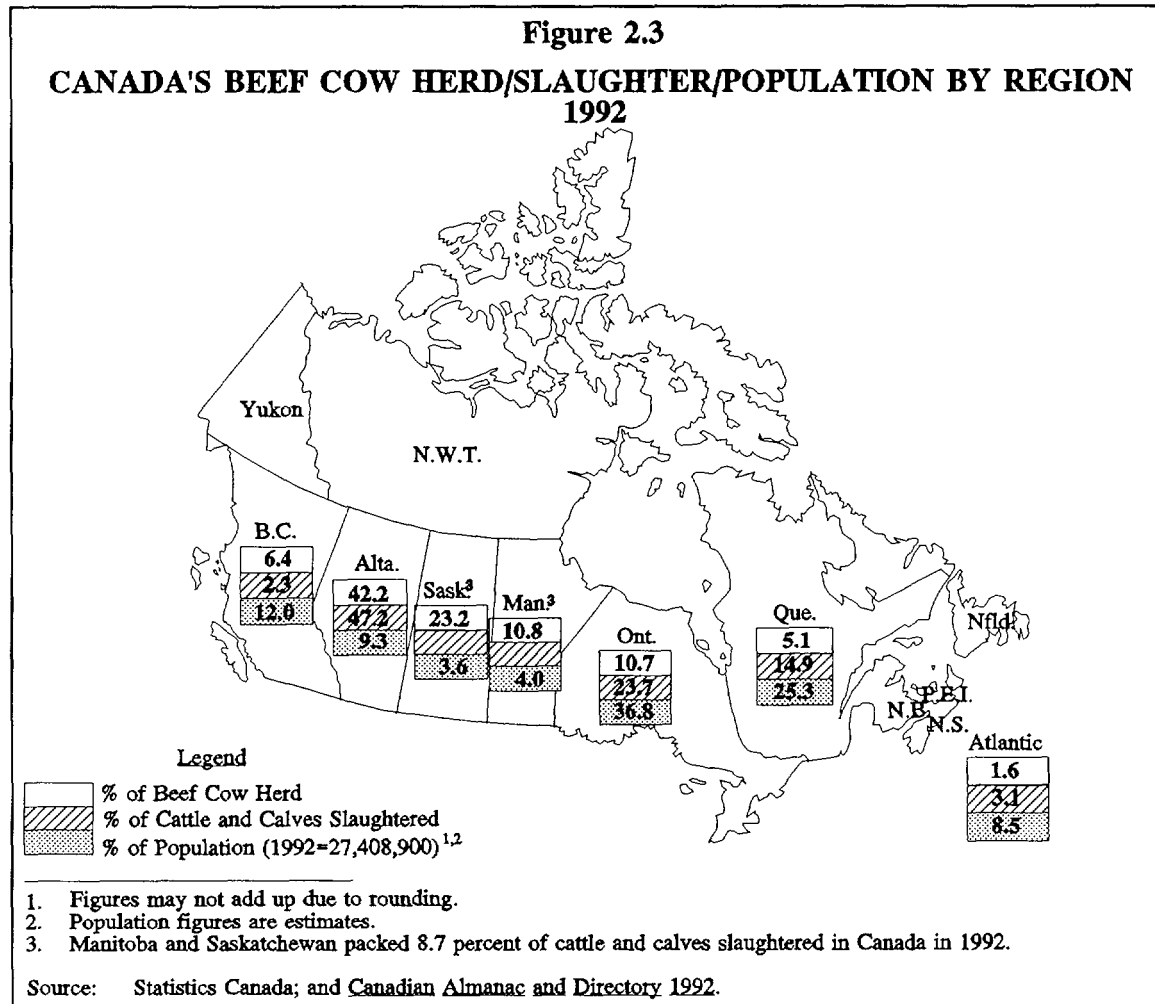 Figure 2.3
CANADA'S BEEF COW HERD/SLAUGHTER/POPULATION BY REGION
1992
Yukon
N.W.T.
B.C.
6.4
2.3
12.0
Alta.
42.2
47.2
9.3
Sask.3
23.2
3.6
Man3
10.8
4.0
Ont.
10.7
23.7
36.8
Que.
5.1
14.9
25.3
Nfld.
P.E.I.
N.B.
N.S.
Atlantic
1.6
3.1
8.5
Legend
% of Beef Cow Herd
% of Cattle and Calves Slaughtered
% of Population (1992=27,408,900) 1,2
1. Figures may not add up due to rounding.
2. Population figures are estimates.
3. Manitoba and Saskatchewan packed 8.7 percent of cattle and calves slaughtered in Canada in 1992.
Source: Statistics Canada; and Canadian Almanac and Directory 1992.